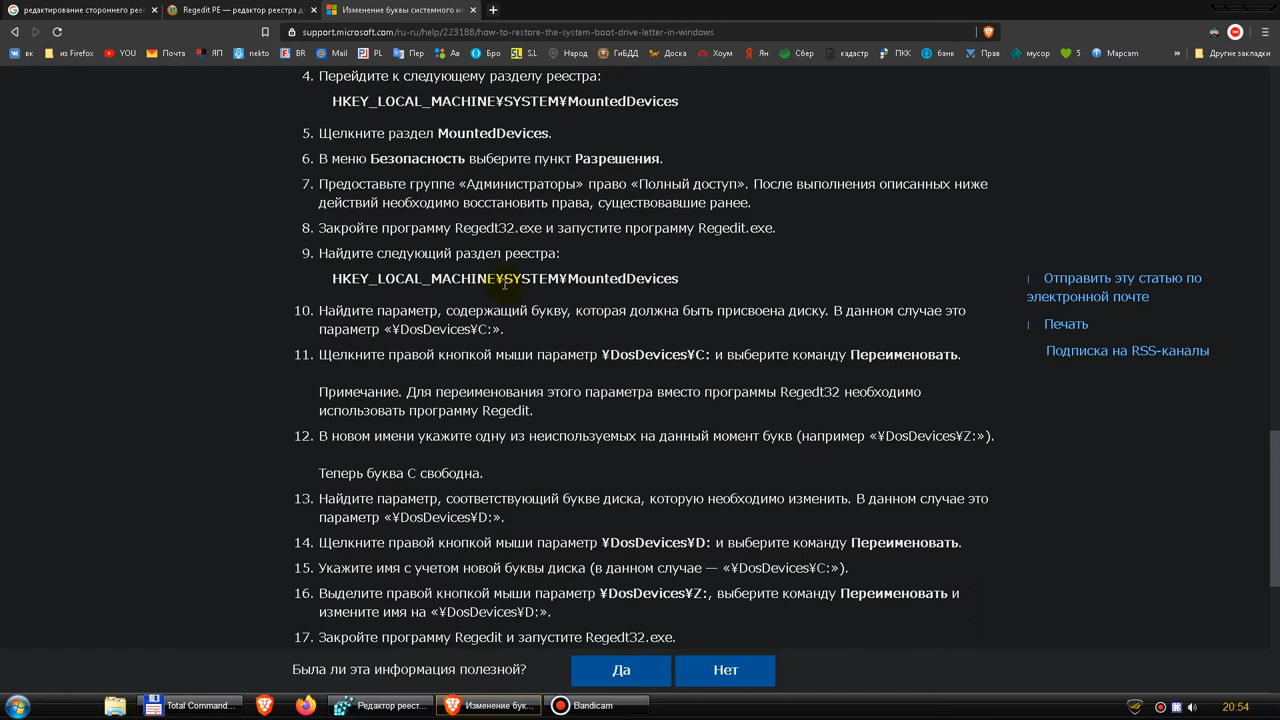 редактирование стороннего рее
Regedit PE — редактор реестра д
Изменение буквы системного ил
support.microsoft.com/ru-ru/help/223188/how-to-restore-the-system-boot-drive-letter-in-windows
вк из Firefox YOU Почта ЯП nekto BR Mail PJ Пер Ав Бро S.L Народ ГиБДД Доска Хоум Ян Сбер кадастр ПКК банк Прав мусор 5 Марсам Другие закладки
4. Перейдите к следующему разделу реестра:
HKEY_LOCAL_MACHINE¥SYSTEM¥MountedDevices
5. Щелкните раздел MountedDevices.
6. В меню Безопасность выберите пункт Разрешения.
7. Предоставьте группе «Администраторы» право «Полный доступ». После выполнения описанных ниже
действий необходимо восстановить права, существовавшие ранее.
8. Закройте программу Regedt32.exe и запустите программу Regedit.exe.
9. Найдите следующий раздел реестра:
HKEY_LOCAL_MACHINE¥SYSTEM¥MountedDevices
Отправить эту статью по
электронной почте
10. Найдите параметр, содержащий букву, которая должна быть присвоена диску. В данном случае это
параметр «¥DosDevices¥C:».
Печать
Подписка на RSS-каналы
11. Щелкните правой кнопкой мыши параметр ¥DosDevices¥C: и выберите команду Переименовать.
Примечание. Для переименования этого параметра вместо программы Regedt32 необходимо
использовать программу Regedit.
12. В новом имени укажите одну из неиспользуемых на данный момент букв (например «¥DosDevices¥Z:»).
Теперь буква C свободна.
13. Найдите параметр, соответствующий букве диска, которую необходимо изменить. В данном случае это
параметр «¥DosDevices¥D:».
14. Щелкните правой кнопкой мыши параметр ¥DosDevices¥D: и выберите команду Переименовать.
15. Укажите имя с учетом новой буквы диска (в данном случае — «¥DosDevices¥C:»).
16. Выделите правой кнопкой мыши параметр ¥DosDevices¥Z:, выберите команду Переименовать и
измените имя на «¥DosDevices¥D:».
17. Закройте программу Regedit и запустите Regedt32.exe.
Была ли эта информация полезной? Да Нет
Total Command... Редактор реест... Изменение бук... Bandicam 20:54